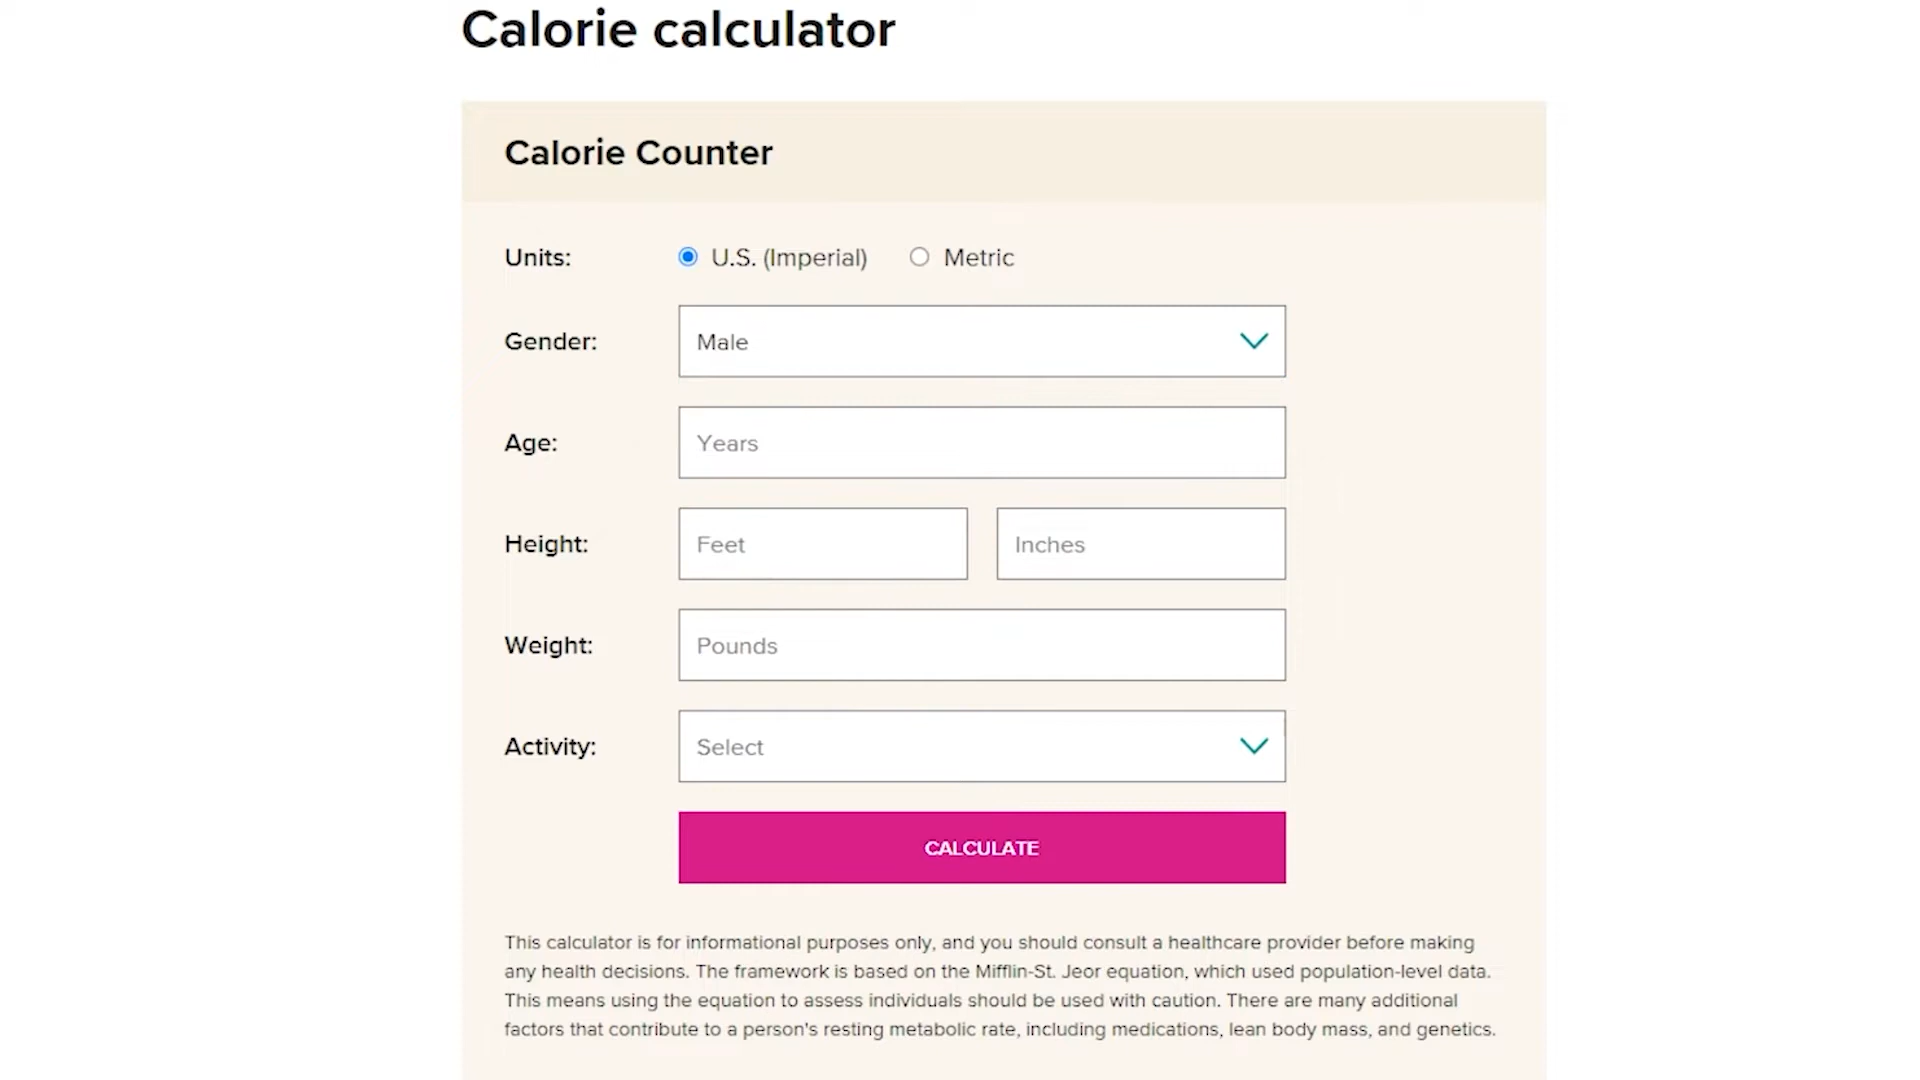 Calorie calculator
Calorie Counter
Units: U.S. (Imperial) Metric
Gender: Male
Age: Years
Height: Feet Inches
Weight: Pounds
Activity: Select
CALCULATE
This calculator is for informational purposes only, and you should consult a healthcare provider before making
any health decisions. The framework is based on the Mifflin-St. Jeor equation, which used population-level data.
This means using the equation to assess individuals should be used with caution. There are many additional
factors that contribute to a person's resting metabolic rate, including medications, lean body mass, and genetics.